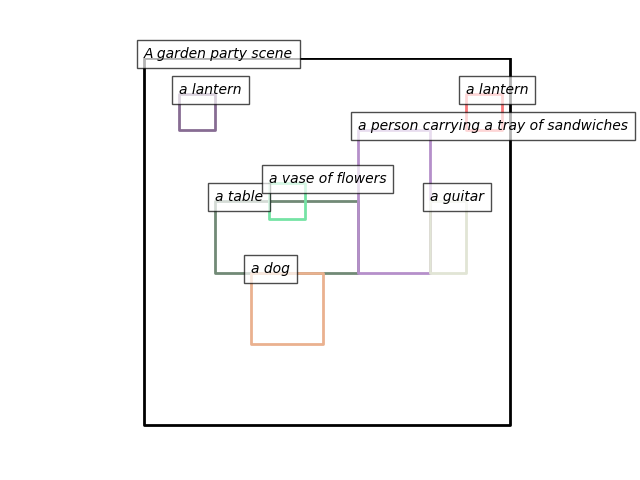 A garden party scene
a lantern
a lantern
a person carrying a tray of sandwiches
a vase of flowers
a table
a guitar
a dog